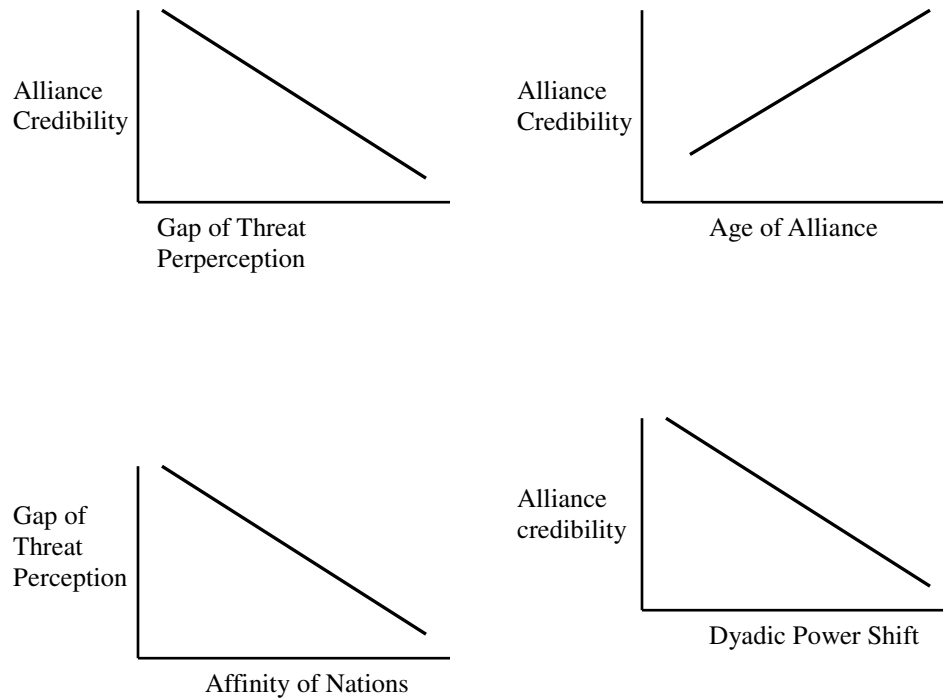 Alliance
Credibility
Gap of Threat
Perperception
Alliance
Credibility
Age of Alliance
Gap of
Threat
Perception
Affinity of Nations
Alliance
credibility
Dyadic Power Shift